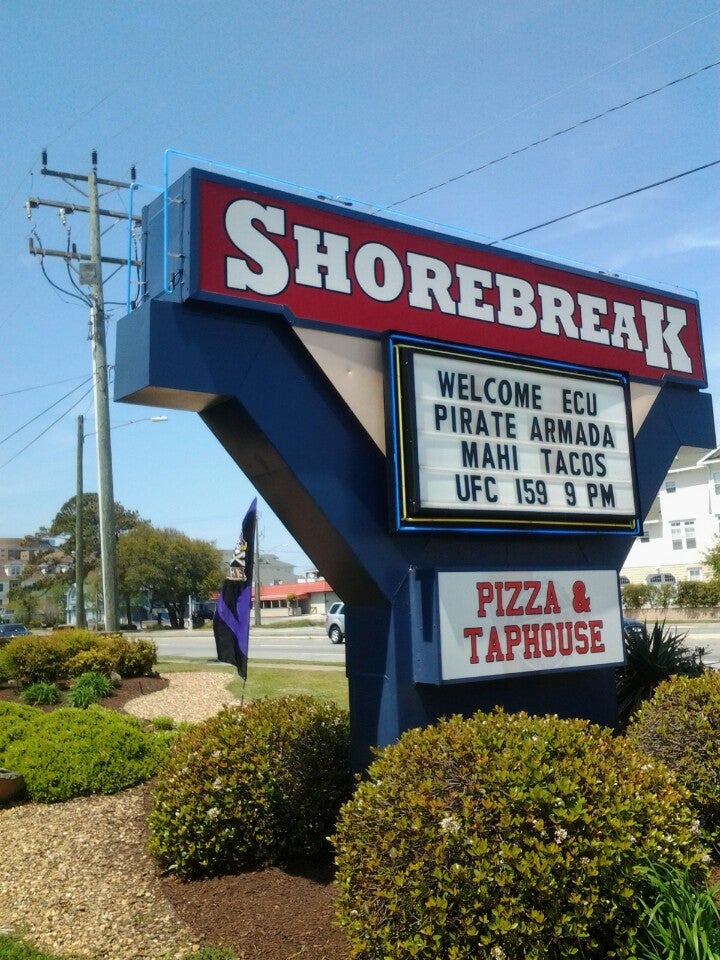 SHOREBREAK
WELCOME ECU
PIRATE ARMADA
MAHI TACOS
UFC 159 9 PM
PIZZA &
TAPHOUSE